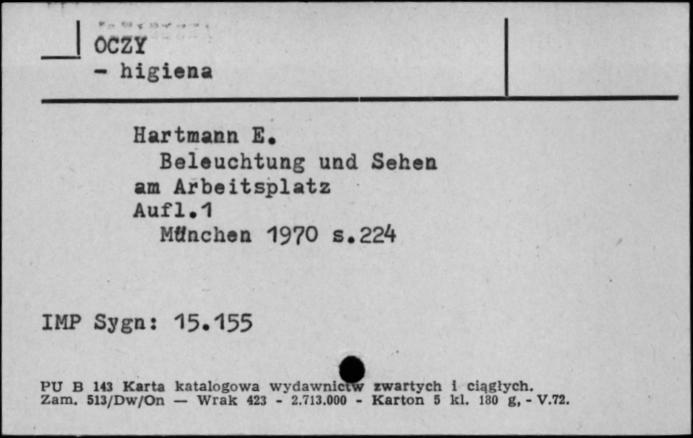 OCZY
- higiena
Hartmann E.
Beleuchtung und Sehen
am Arbeitsplatz
Aufl.1
München 1970 s.224
IMP Sygn: 15.155
PU B 143 Karta katalogowa wydawnictw zwartych i ciągłych.
Zam. 513/Dw/On — Wrak 423 - 2.713.000 - Karton 5 kl. 180 g, - V.72.